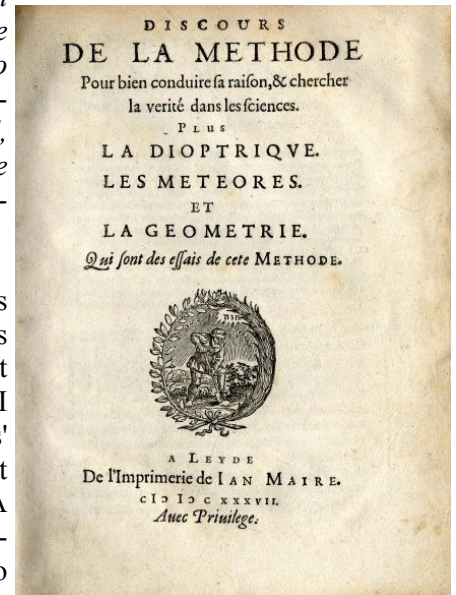 DISCOURS
DE LA METHODE
Pour bien conduire ſa raiſon,& chercher
la verité dans les ſciences.
PLUS
LA DIOPTRIQVE.
LES METEORES.
ET
LA GEOMETRIE.
Qui ſont des eſſais de cete METHODE.
A LEYDE
De l'Imprimerie de IAN MAIRE.
cIↄ Iↄ c xxxvii.
Auec Priuilege.